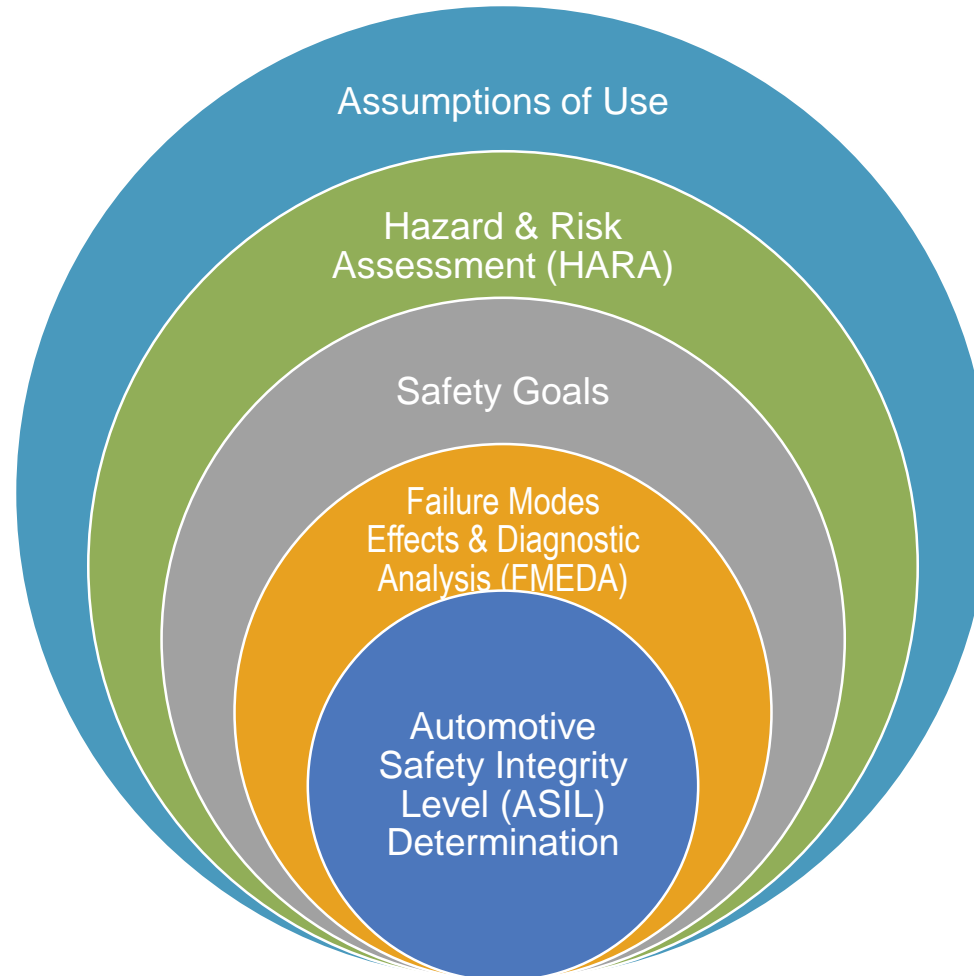 Assumptions of Use
Hazard & Risk
Assessment (HARA)
Safety Goals
Failure Modes
Effects & Diagnostic
Analysis (FMEDA)
Automotive
Safety Integrity
Level (ASIL)
Determination